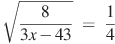 √(8/(3x − 43)) = 1/4